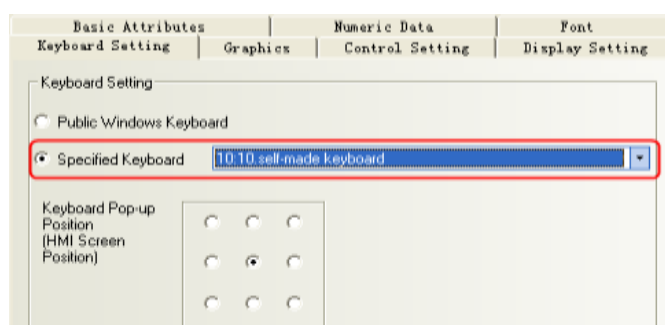 Basic Attributes Numeric Data Font
Keyboard Setting Graphics Control Setting Display Setting
Keyboard Setting
Public Windows Keyboard
Specified Keyboard 10:10.self-made keyboard
Keyboard Pop-up
Position
(HMI Screen
Position)